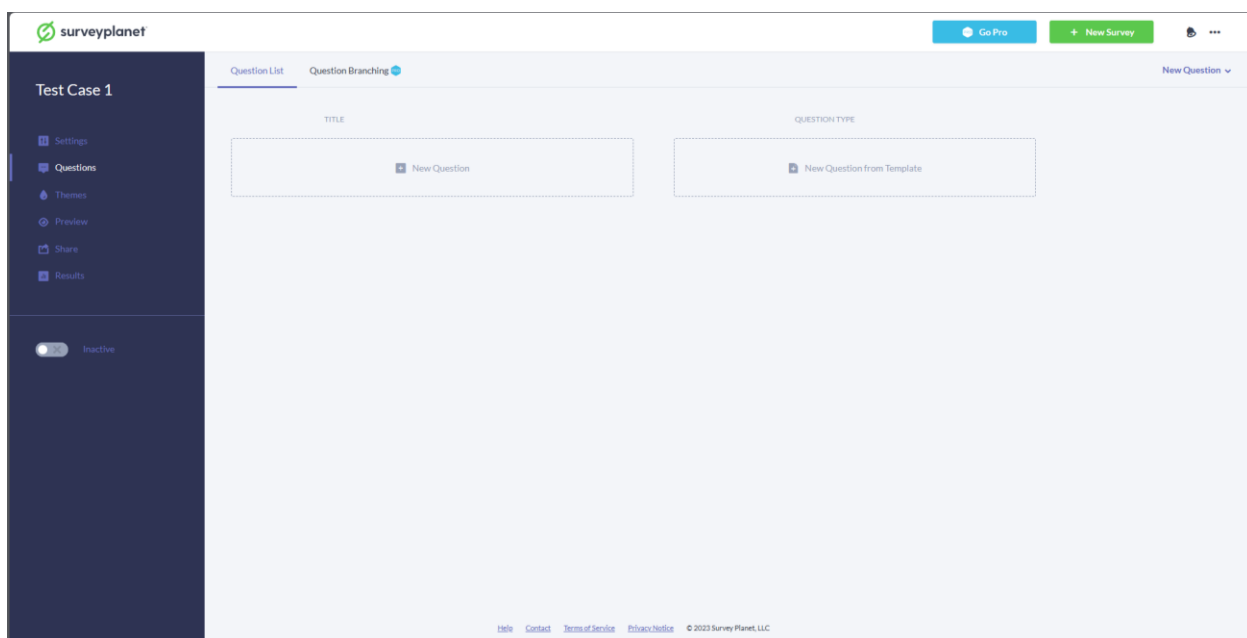 surveyplanet
Go Pro
+ New Survey
Test Case 1
Settings
Questions
Themes
Preview
Share
Results
Inactive
Question List
Question Branching
New Question
TITLE
QUESTION TYPE
New Question
New Question from Template
Help Contact Terms of Service Privacy Notice © 2023 Survey Planet, LLC